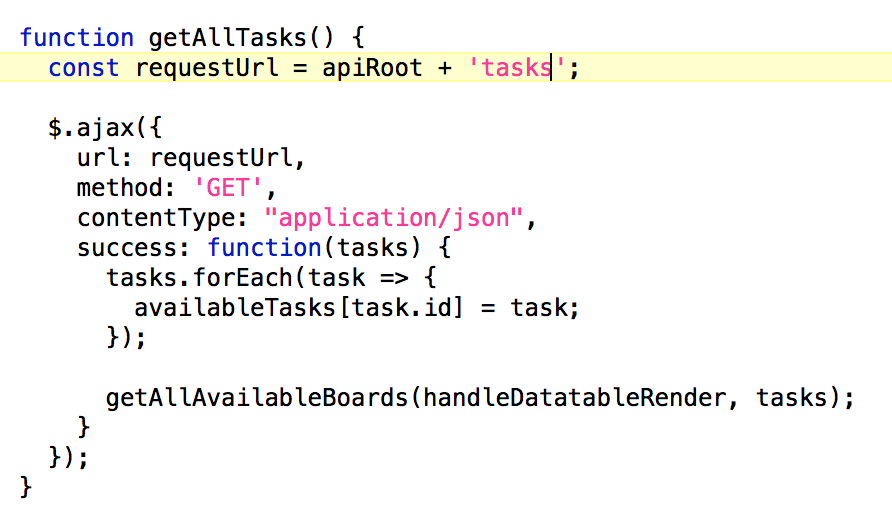 function getAllTasks() {
  const requestUrl = apiRoot + 'tasks';

  $.ajax({
    url: requestUrl,
    method: 'GET',
    contentType: "application/json",
    success: function(tasks) {
      tasks.forEach(task => {
        availableTasks[task.id] = task;
      });

      getAllAvailableBoards(handleDatatableRender, tasks);
    }
  });
}